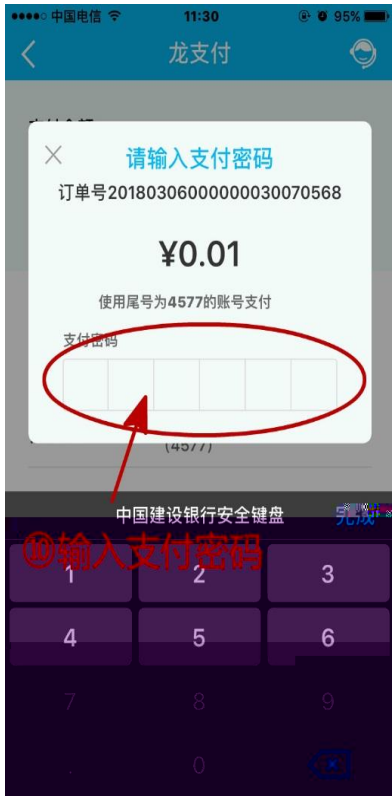 中国电信 11:30 95%
龙支付
请输入支付密码
订单号20180306000000030070568
¥0.01
使用尾号为4577的账号支付
支付密码
(4577)
中国建设银行安全键盘 完成
⑩输入支付密码
1 2 3
4 5 6
7 8 9
. 0